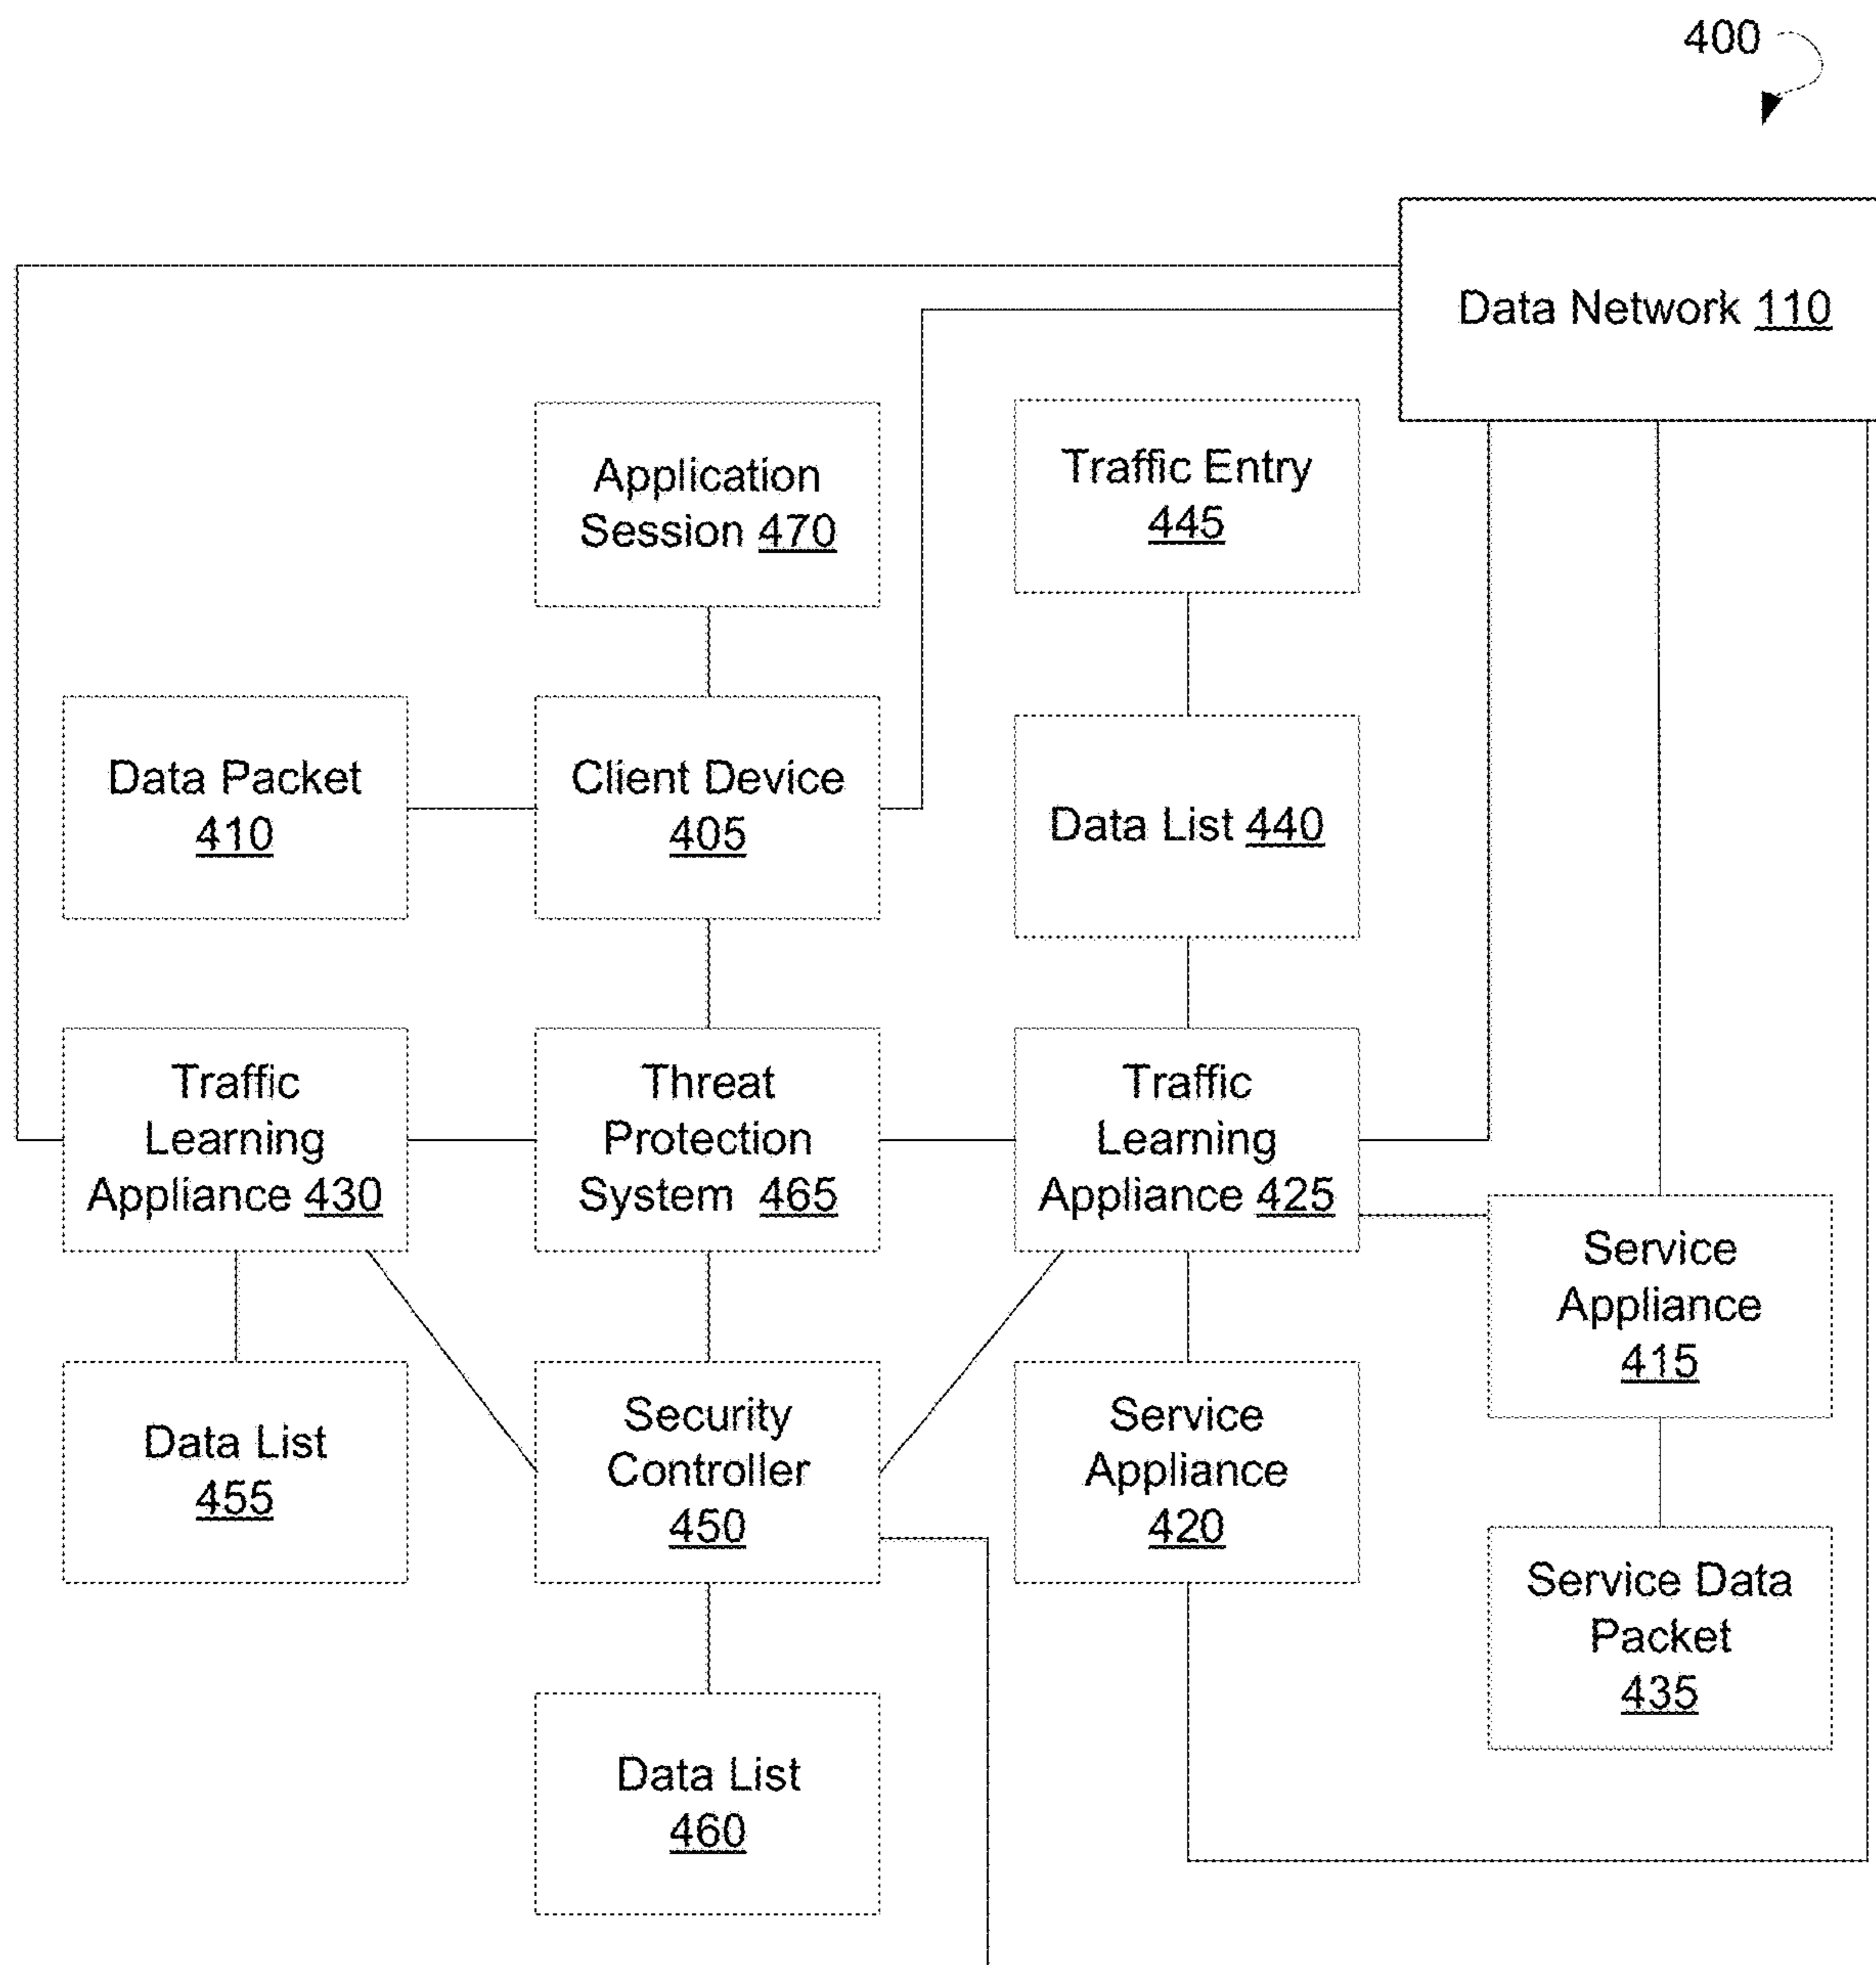 400
Data Network 110
Application
Session 470
Traffic Entry
445
Data Packet
410
Client Device
405
Data List 440
Traffic
Learning
Appliance 430
Threat
Protection
System 465
Traffic
Learning
Appliance 425
Service
Appliance
415
Data List
455
Security
Controller
450
Service
Appliance
420
Service Data
Packet
435
Data List
460